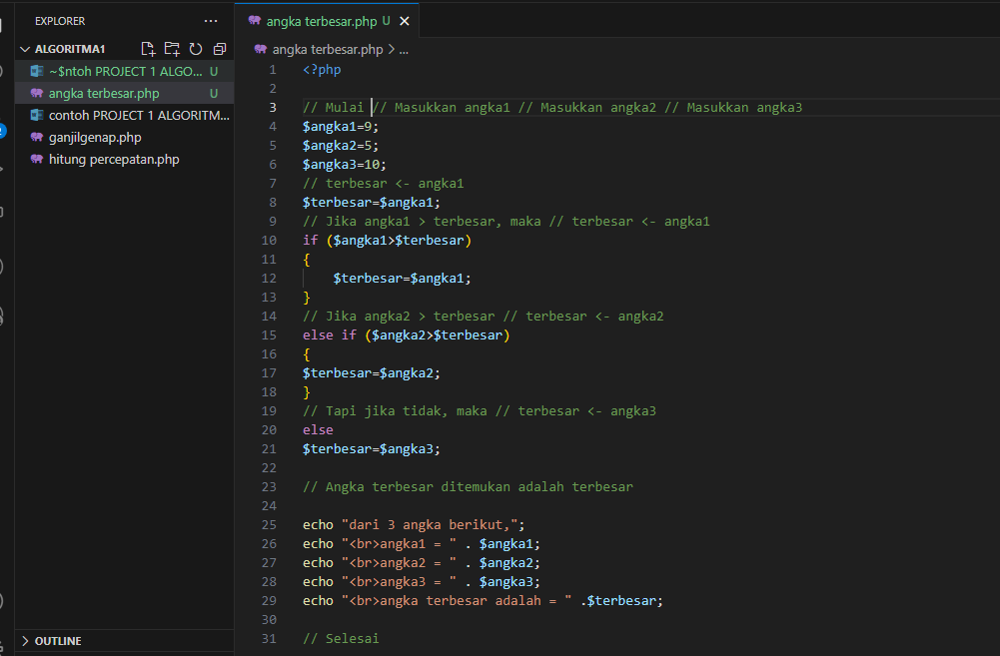 EXPLORER
ALGORITMA1
~$ntoh PROJECT 1 ALGO... U
angka terbesar.php U
contoh PROJECT 1 ALGORITM...
ganjilgenap.php
hitung percepatan.php
OUTLINE
angka terbesar.php U
angka terbesar.php > ...
1 <?php
2
3 // Mulai // Masukkan angka1 // Masukkan angka2 // Masukkan angka3
4 $angka1=9;
5 $angka2=5;
6 $angka3=10;
7 // terbesar <- angka1
8 $terbesar=$angka1;
9 // Jika angka1 > terbesar, maka // terbesar <- angka1
10 if ($angka1>$terbesar)
11 {
12     $terbesar=$angka1;
13 }
14 // Jika angka2 > terbesar // terbesar <- angka2
15 else if ($angka2>$terbesar)
16 {
17 $terbesar=$angka2;
18 }
19 // Tapi jika tidak, maka // terbesar <- angka3
20 else
21 $terbesar=$angka3;
22
23 // Angka terbesar ditemukan adalah terbesar
24
25 echo "dari 3 angka berikut,";
26 echo "<br>angka1 = " . $angka1;
27 echo "<br>angka2 = " . $angka2;
28 echo "<br>angka3 = " . $angka3;
29 echo "<br>angka terbesar adalah = " .$terbesar;
30
31 // Selesai